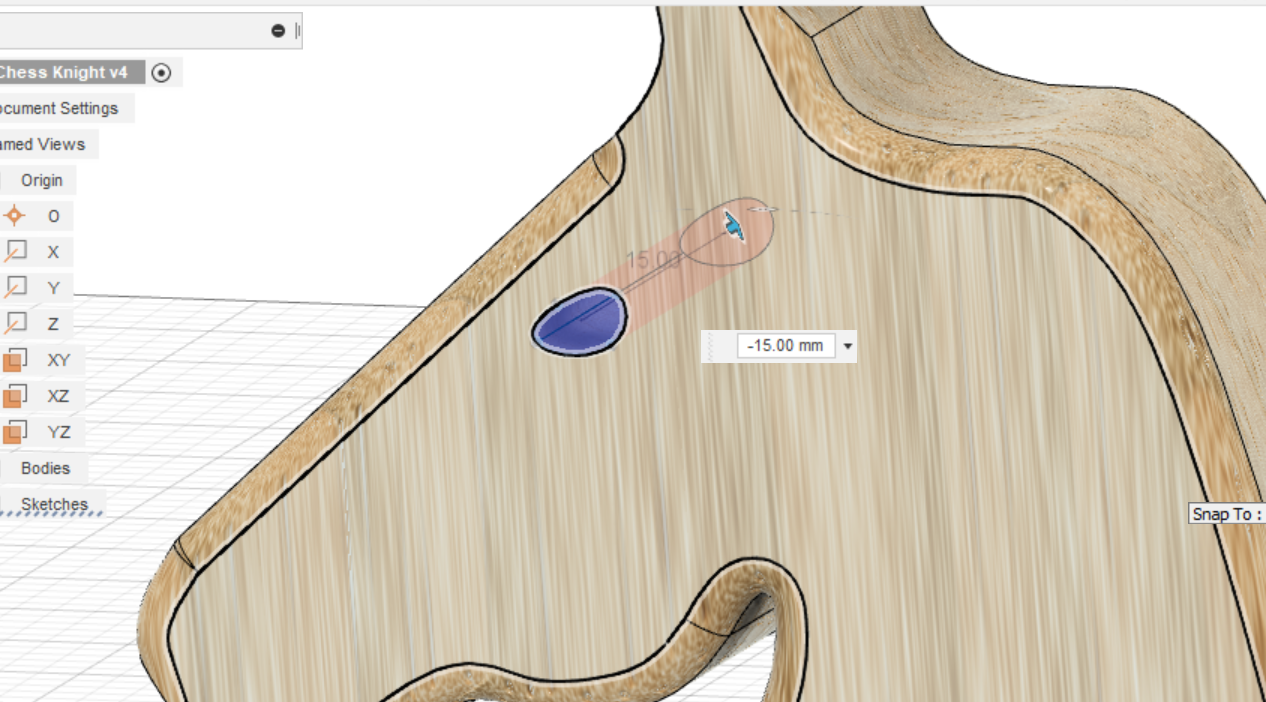 Chess Knight v4
ocument Settings
amed Views
Origin
O
X
Y
Z
XY
XZ
YZ
Bodies
Sketches
15.00
-15.00 mm
Snap To :